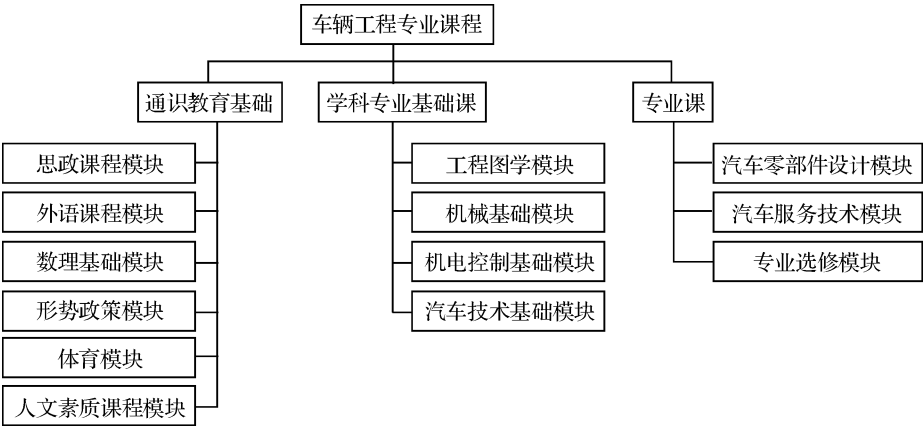 车辆工程专业课程
通识教育基础
学科专业基础课
专业课
思政课程模块
外语课程模块
数理基础模块
形势政策模块
体育模块
人文素质课程模块
工程图学模块
机械基础模块
机电控制基础模块
汽车技术基础模块
汽车零部件设计模块
汽车服务技术模块
专业选修模块